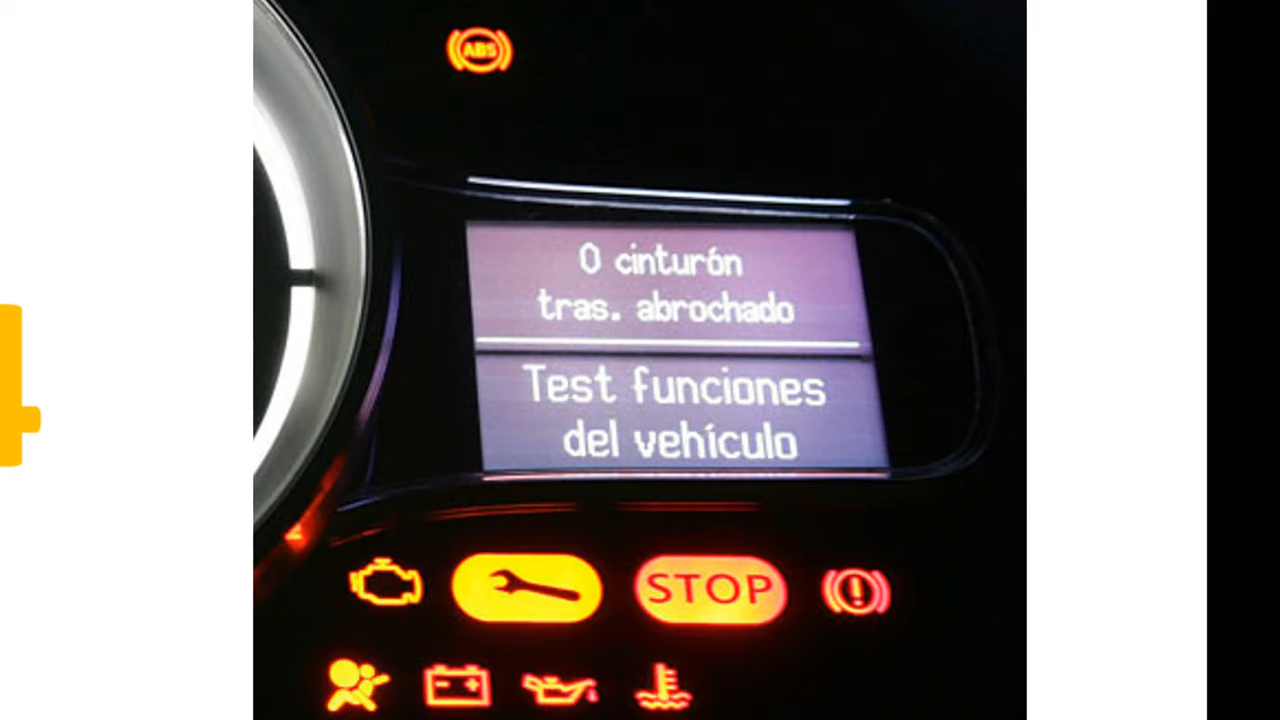 ABS
0 cinturón
tras. abrochado
Test funciones
del vehículo
STOP